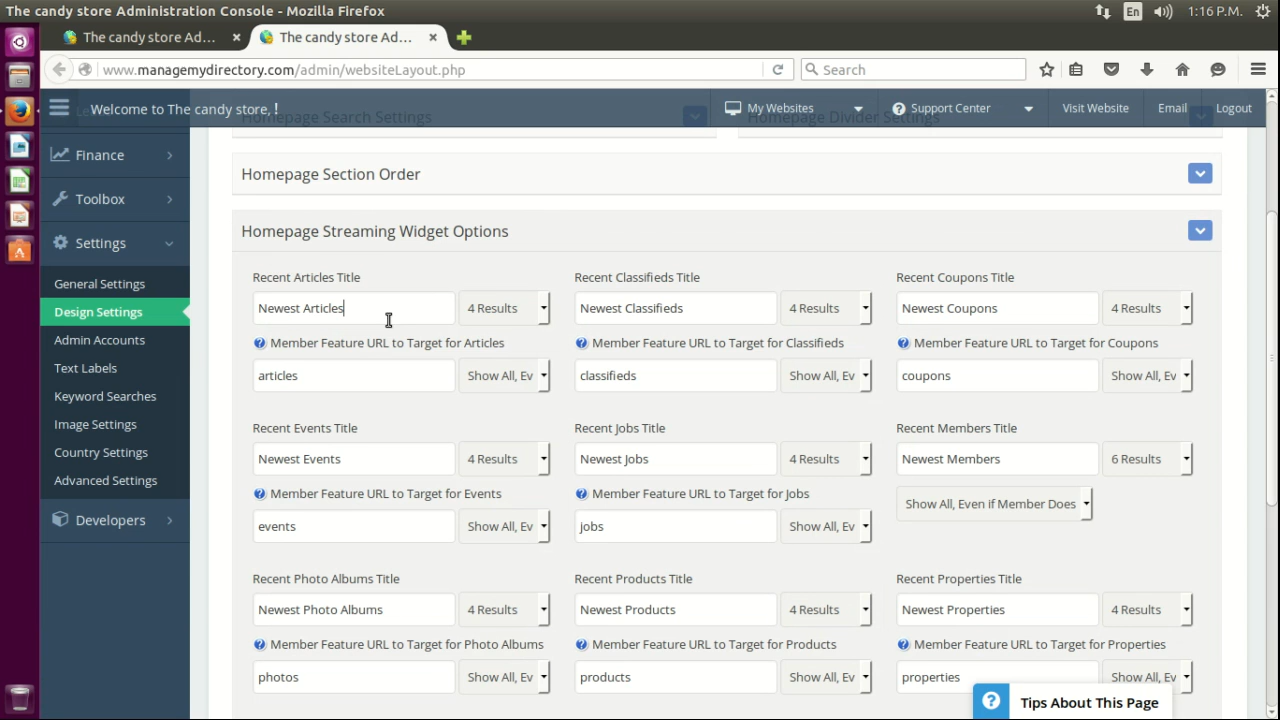 The candy store Administration Console - Mozilla Firefox
En
1:16 P.M.
The candy store Ad...
The candy store Ad...
www.managemydirectory.com/admin/websiteLayout.php
Search
Welcome to The candy store, !
My Websites
Support Center
Visit Website
Email
Logout
Homepage Search Settings
Homepage Divider Settings
Finance
Toolbox
Settings
General Settings
Design Settings
Admin Accounts
Text Labels
Keyword Searches
Image Settings
Country Settings
Advanced Settings
Developers
Homepage Section Order
Homepage Streaming Widget Options
Recent Articles Title
Recent Classifieds Title
Recent Coupons Title
Newest Articles
4 Results
Newest Classifieds
4 Results
Newest Coupons
4 Results
Member Feature URL to Target for Articles
Member Feature URL to Target for Classifieds
Member Feature URL to Target for Coupons
articles
Show All, Ev
classifieds
Show All, Ev
coupons
Show All, Ev
Recent Events Title
Recent Jobs Title
Recent Members Title
Newest Events
4 Results
Newest Jobs
4 Results
Newest Members
6 Results
Member Feature URL to Target for Events
Member Feature URL to Target for Jobs
Show All, Even if Member Does
events
Show All, Ev
jobs
Show All, Ev
Recent Photo Albums Title
Recent Products Title
Recent Properties Title
Newest Photo Albums
4 Results
Newest Products
4 Results
Newest Properties
4 Results
Member Feature URL to Target for Photo Albums
Member Feature URL to Target for Products
Member Feature URL to Target for Properties
photos
Show All, Ev
products
Show All, Ev
properties
Show All, Ev
Tips About This Page